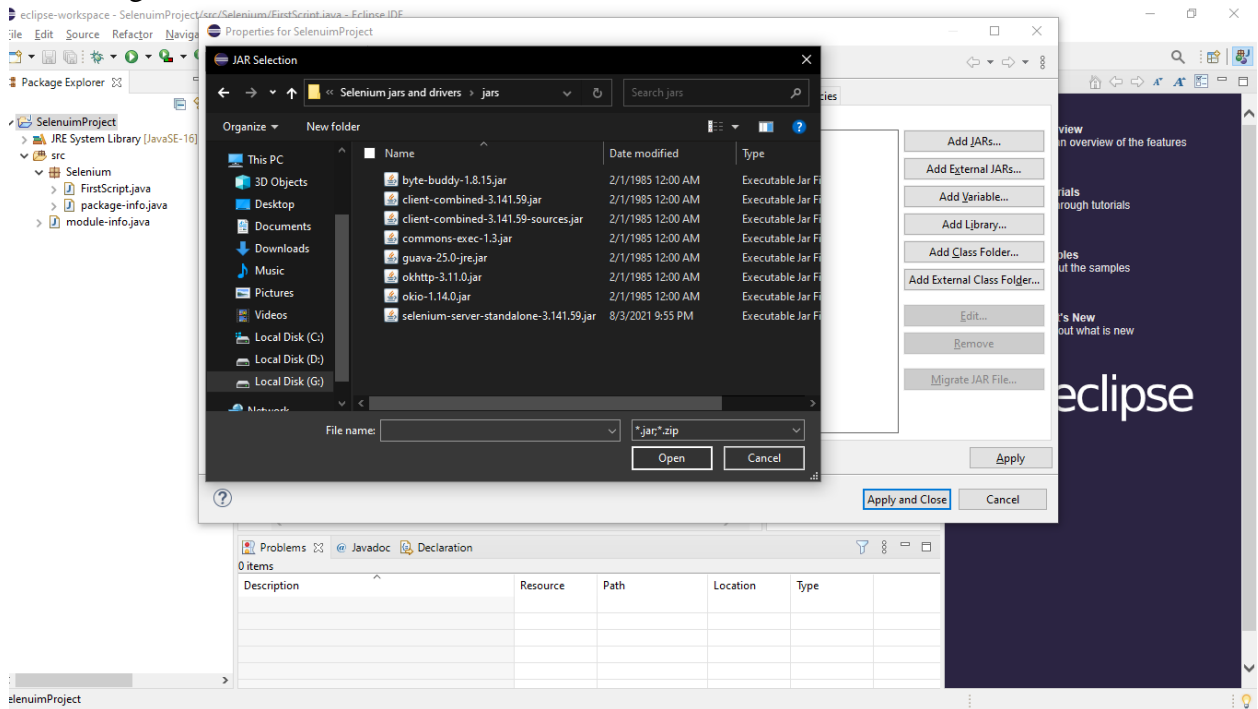 eclipse-workspace - SelenuimProject/src/Selenium/FirstScript.java - Eclipse IDE
File Edit Source Refactor Naviga
Properties for SelenuimProject
JAR Selection
Selenium jars and drivers > jars
Search jars
Organize
New folder
Package Explorer
SelenuimProject
JRE System Library [JavaSE-16]
src
Selenium
FirstScript.java
package-info.java
module-info.java
This PC
3D Objects
Desktop
Documents
Downloads
Music
Pictures
Videos
Local Disk (C:)
Local Disk (D:)
Local Disk (G:)
Network
Name Date modified Type
byte-buddy-1.8.15.jar 2/1/1985 12:00 AM Executable Jar Fi
client-combined-3.141.59.jar 2/1/1985 12:00 AM Executable Jar Fi
client-combined-3.141.59-sources.jar 2/1/1985 12:00 AM Executable Jar Fi
commons-exec-1.3.jar 2/1/1985 12:00 AM Executable Jar Fi
guava-25.0-jre.jar 2/1/1985 12:00 AM Executable Jar Fi
okhttp-3.11.0.jar 2/1/1985 12:00 AM Executable Jar Fi
okio-1.14.0.jar 2/1/1985 12:00 AM Executable Jar Fi
selenium-server-standalone-3.141.59.jar 8/3/2021 9:55 PM Executable Jar Fi
File name:
*.jar;*.zip
Open
Cancel
cies
Add JARs...
Add External JARs...
Add Variable...
Add Library...
Add Class Folder...
Add External Class Folder...
Edit...
Remove
Migrate JAR File...
Apply
Apply and Close
Cancel
view
n overview of the features
rials
rough tutorials
ples
ut the samples
t's New
out what is new
eclipse
Problems
@ Javadoc
Declaration
0 items
Description Resource Path Location Type
elenuimProject